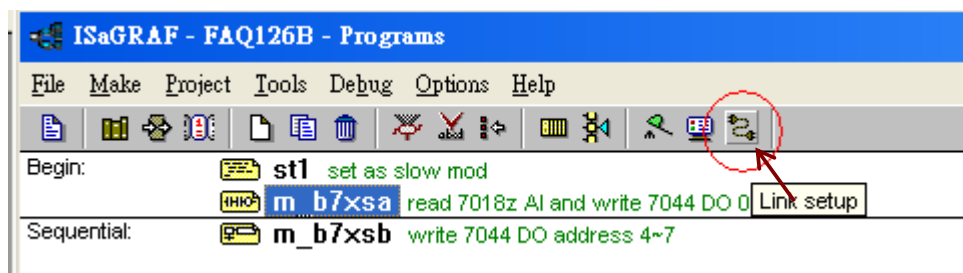 ISaGRAF - FAQ126B - Programs
File Make Project Tools Debug Options Help
Begin: st1 set as slow mod
m_b7xsa read 7018z AI and write 7044 DO 0 Link setup
Sequential: m_b7xsb write 7044 DO address 4~7